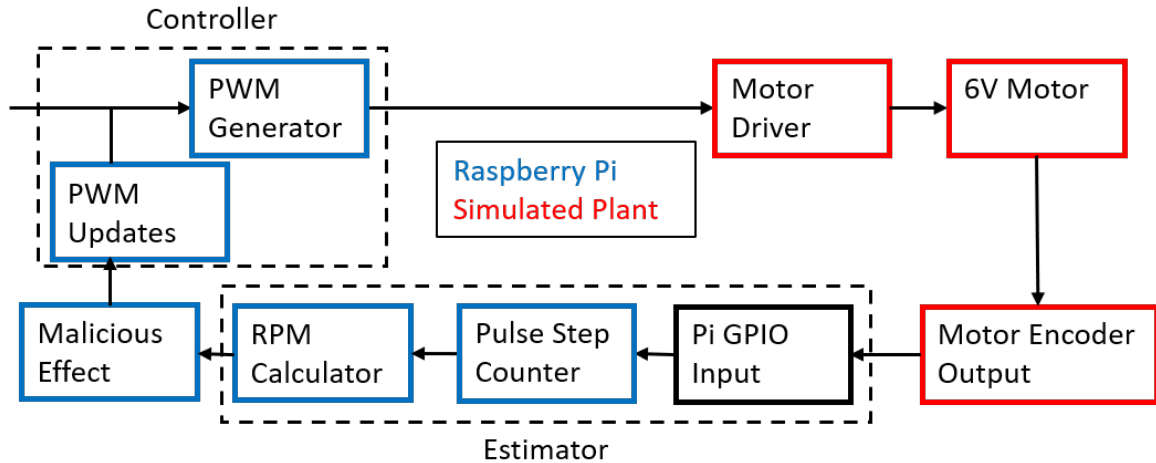 Controller
PWM
Generator
Motor
Driver
6V Motor
Raspberry Pi
Simulated Plant
PWM
Updates
Malicious
Effect
RPM
Calculator
Pulse Step
Counter
Pi GPIO
Input
Motor Encoder
Output
Estimator